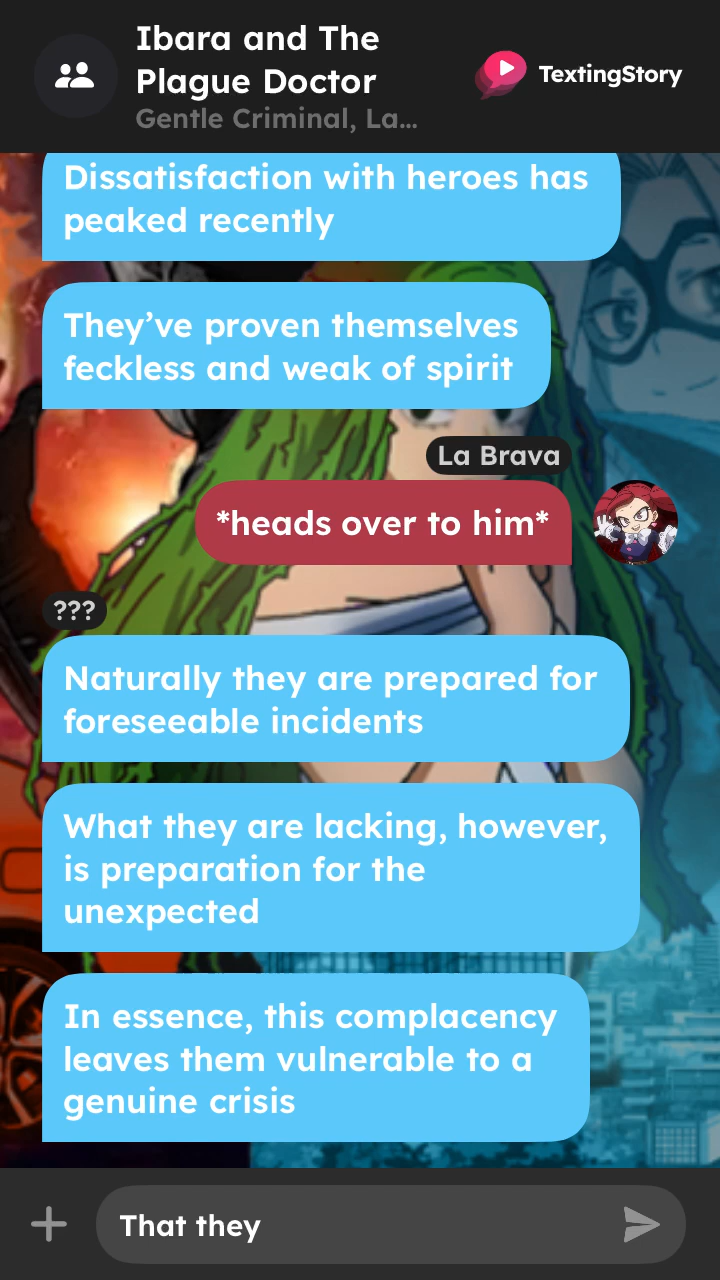 Ibara and The
Plague Doctor
Gentle Criminal, La...
TextingStory
Dissatisfaction with heroes has
peaked recently
They’ve proven themselves
feckless and weak of spirit
La Brava
*heads over to him*
???
Naturally they are prepared for
foreseeable incidents
What they are lacking, however,
is preparation for the
unexpected
In essence, this complacency
leaves them vulnerable to a
genuine crisis
That they